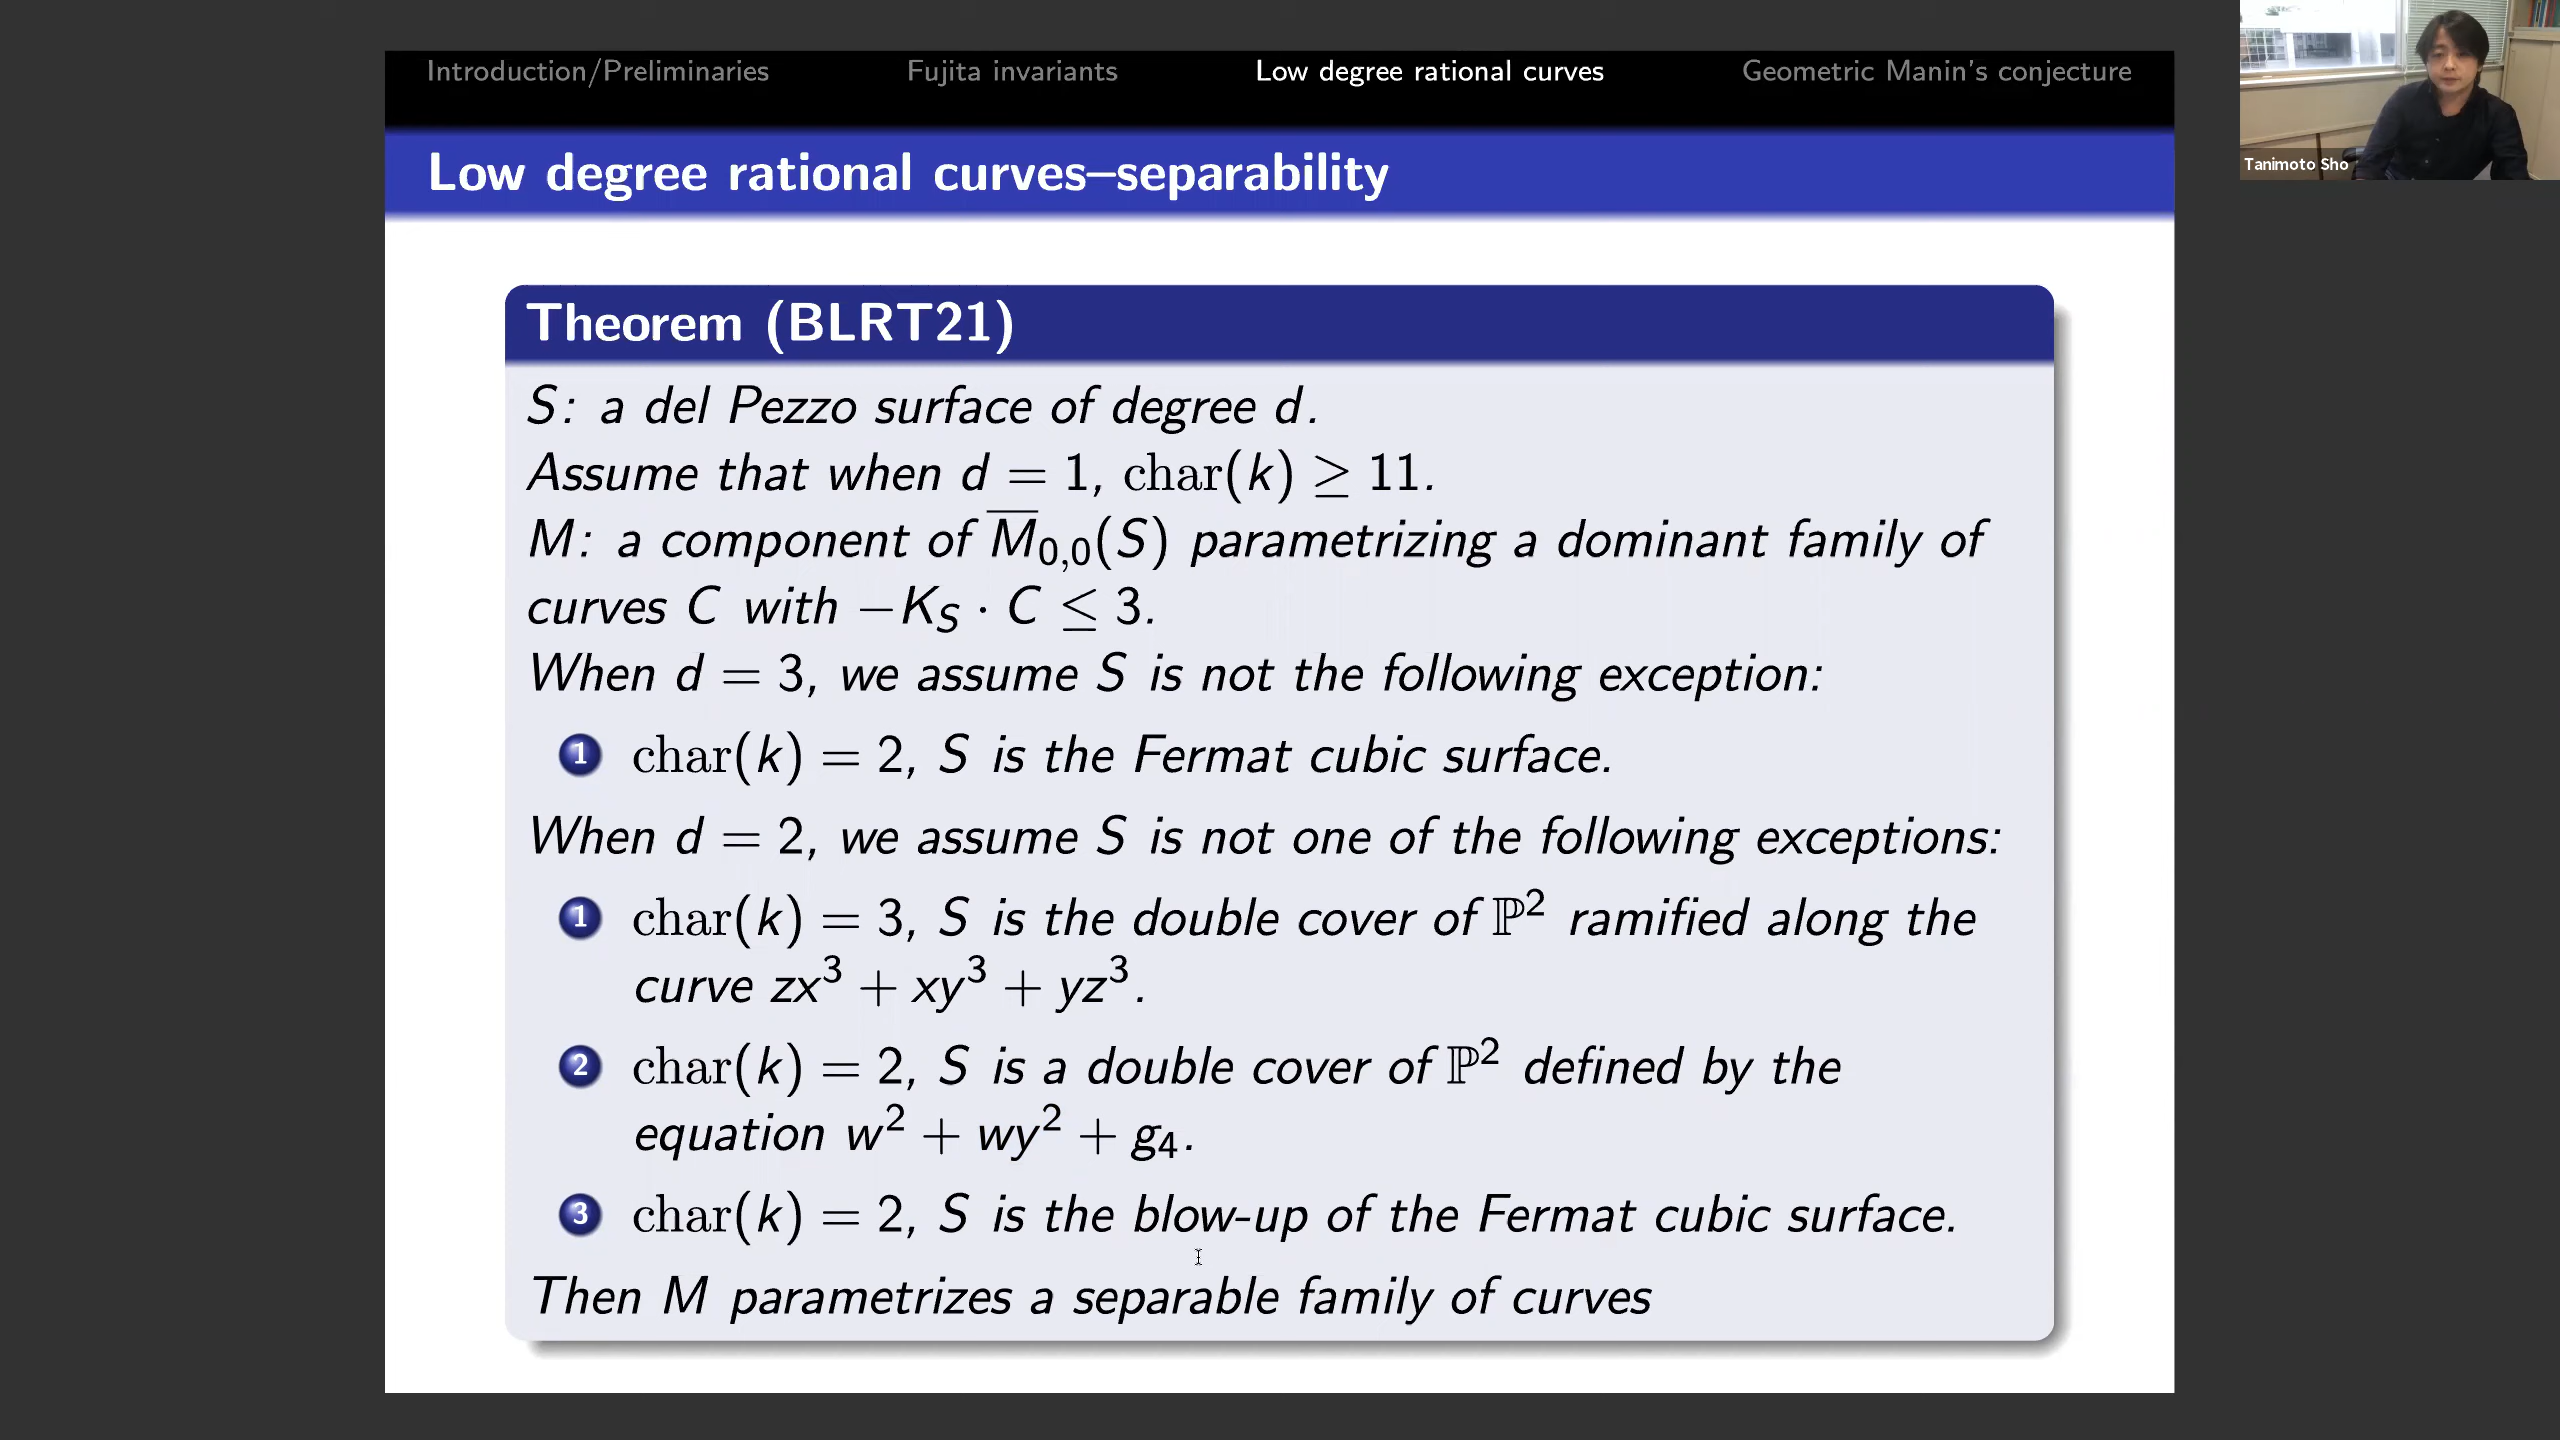 Introduction/Preliminaries Fujita invariants Low degree rational curves Geometric Manin's conjecture
Low degree rational curves–separability
Theorem (BLRT21)
S: a del Pezzo surface of degree d.
Assume that when d = 1, char(k) ≥ 11.
M: a component of M̅₀,₀(S) parametrizing a dominant family of
curves C with −K_S · C ≤ 3.
When d = 3, we assume S is not the following exception:
1 char(k) = 2, S is the Fermat cubic surface.
When d = 2, we assume S is not one of the following exceptions:
1 char(k) = 3, S is the double cover of ℙ² ramified along the
curve zx³ + xy³ + yz³.
2 char(k) = 2, S is a double cover of ℙ² defined by the
equation w² + wy² + g₄.
3 char(k) = 2, S is the blow-up of the Fermat cubic surface.
Then M parametrizes a separable family of curves
Tanimoto Sho